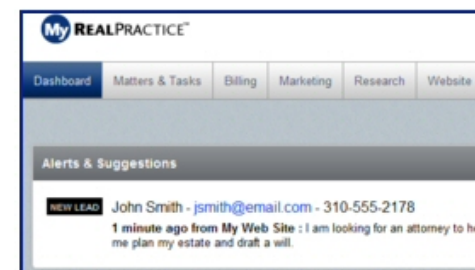 My REALPRACTICE
Dashboard Matters & Tasks Billing Marketing Research Website
Alerts & Suggestions
NEW LEAD John Smith - jsmith@email.com - 310-555-2178
1 minute ago from My Web Site : I am looking for an attorney to
me plan my estate and draft a will.